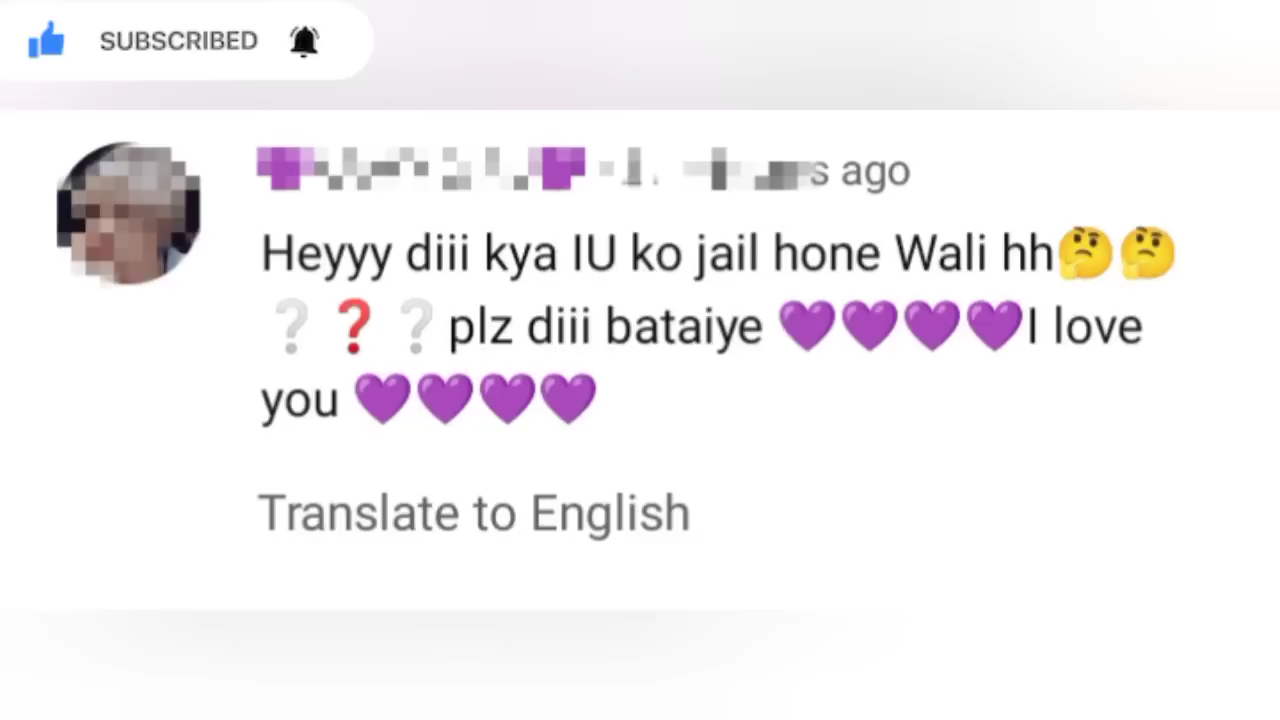 SUBSCRIBED
s ago
Heyyy diii kya IU ko jail hone Wali hh🤔🤔
❔❓❔plz diii bataiye 💜💜💜💜I love
you 💜💜💜💜
Translate to English